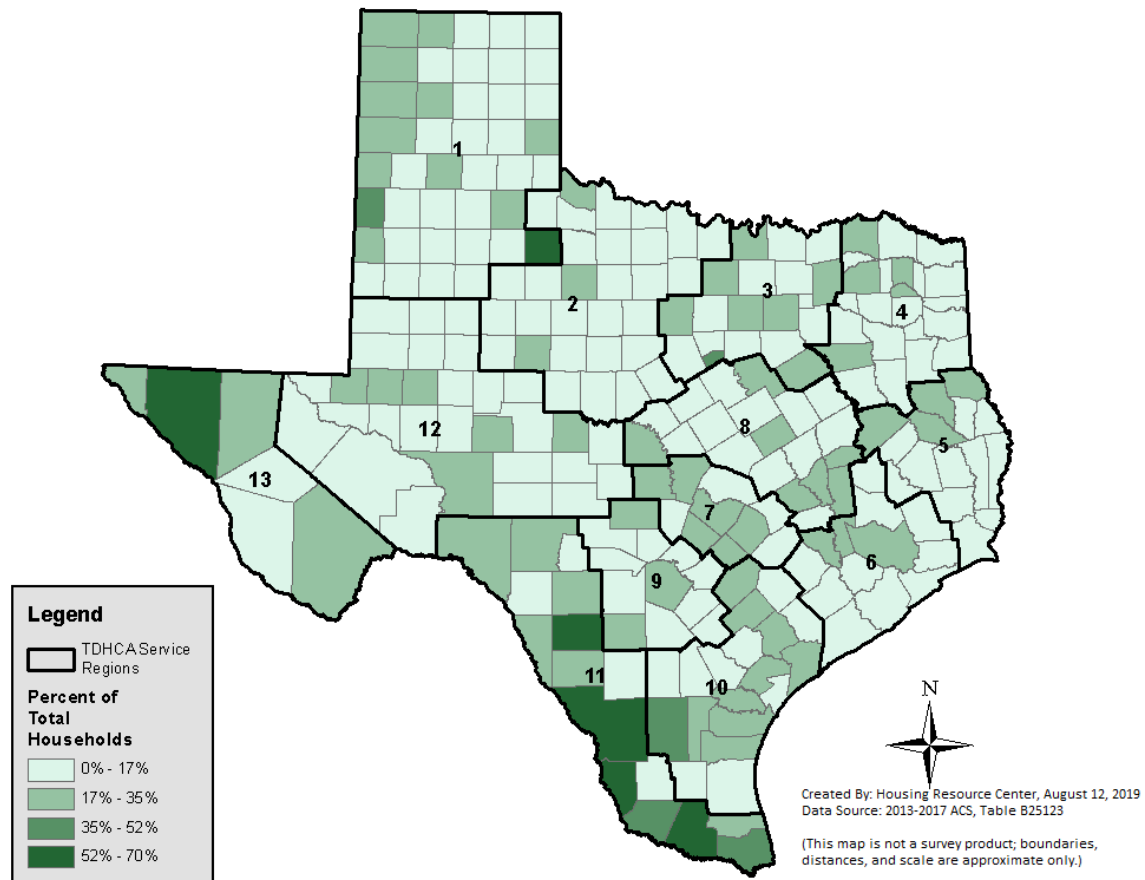 1
2
3
4
5
6
7
8
9
10
11
12
13
N
Legend
TDHCA Service
Regions
Percent of
Total
Households
0% - 17%
17% - 35%
35% - 52%
52% - 70%
Created By: Housing Resource Center, August 12, 2019
Data Source: 2013-2017 ACS, Table B25123
(This map is not a survey product; boundaries,
distances, and scale are approximate only.)